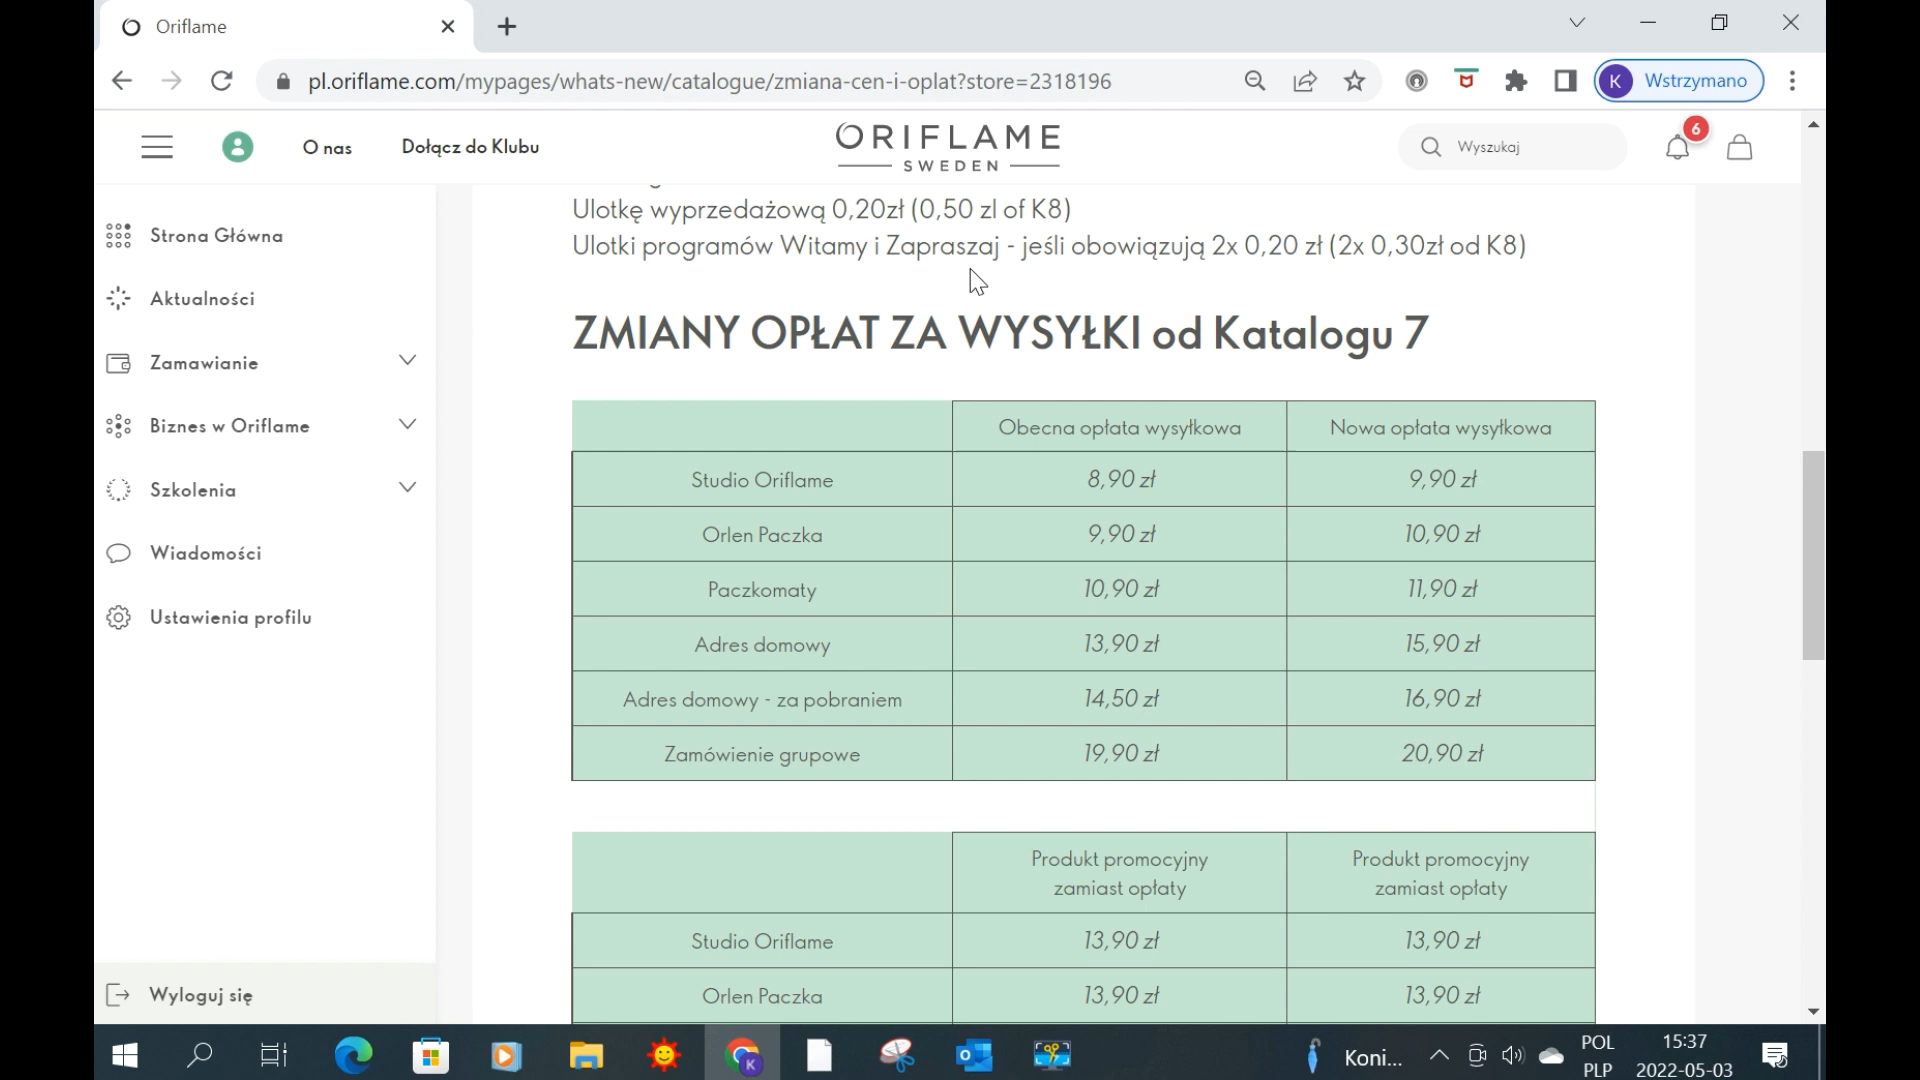 Oriflame
pl.oriflame.com/mypages/whats-new/catalogue/zmiana-cen-i-oplat?store=2318196
K
Wstrzymano
O nas
Dołącz do Klubu
ORIFLAME
SWEDEN
Wyszukaj
6
Strona Główna
Aktualności
Zamawianie
Biznes w Oriflame
Szkolenia
Wiadomości
Ustawienia profilu
Wyloguj się
Ulotkę wyprzedażową 0,20zł (0,50 zl of K8)
Ulotki programów Witamy i Zapraszaj - jeśli obowiązują 2x 0,20 zł (2x 0,30zł od K8)
ZMIANY OPŁAT ZA WYSYŁKI od Katalogu 7
Obecna opłata wysyłkowa
Nowa opłata wysyłkowa
Studio Oriflame
8,90 zł
9,90 zł
Orlen Paczka
9,90 zł
10,90 zł
Paczkomaty
10,90 zł
11,90 zł
Adres domowy
13,90 zł
15,90 zł
Adres domowy - za pobraniem
14,50 zł
16,90 zł
Zamówienie grupowe
19,90 zł
20,90 zł
Produkt promocyjny
zamiast opłaty
Produkt promocyjny
zamiast opłaty
Studio Oriflame
13,90 zł
13,90 zł
Orlen Paczka
13,90 zł
13,90 zł
K
Koni...
POL
PLP
15:37
2022-05-03